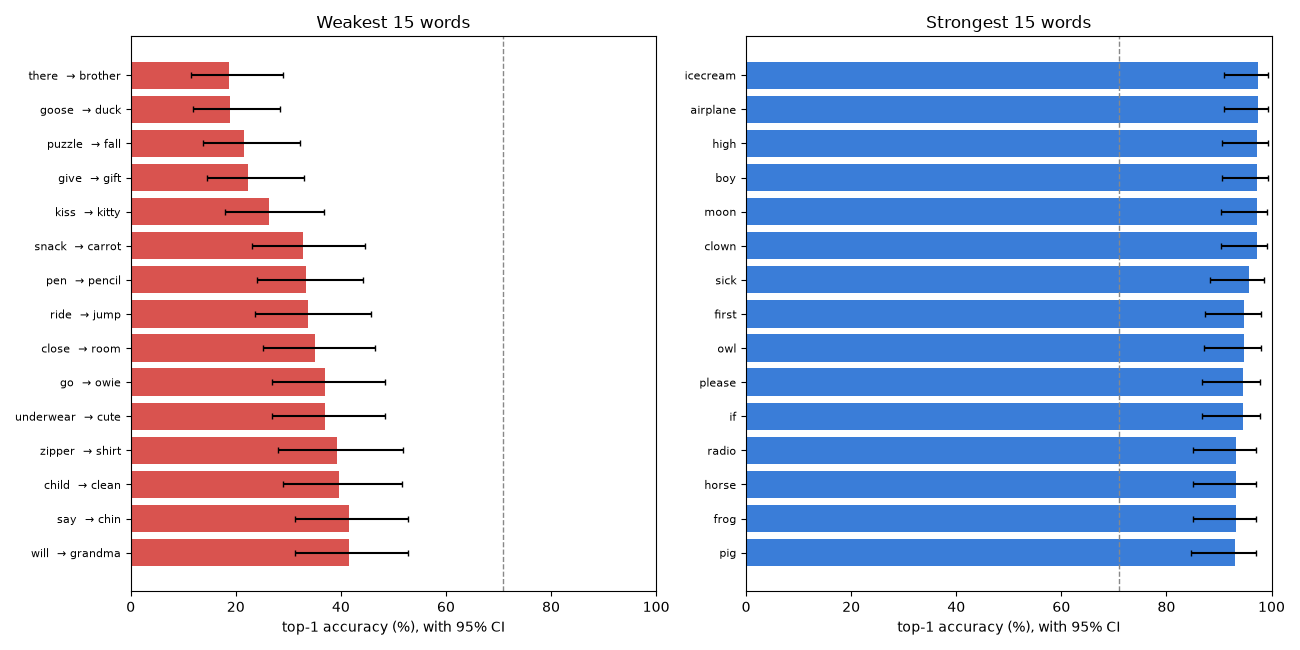 Weakest 15 words
there → brother
goose → duck
puzzle → fall
give → gift
kiss → kitty
snack → carrot
pen → pencil
ride → jump
close → room
go → owie
underwear → cute
zipper → shirt
child → clean
say → chin
will → grandma
0 20 40 60 80 100
top-1 accuracy (%), with 95% CI
Strongest 15 words
icecream
airplane
high
boy
moon
clown
sick
first
owl
please
if
radio
horse
frog
pig
0 20 40 60 80 100
top-1 accuracy (%), with 95% CI